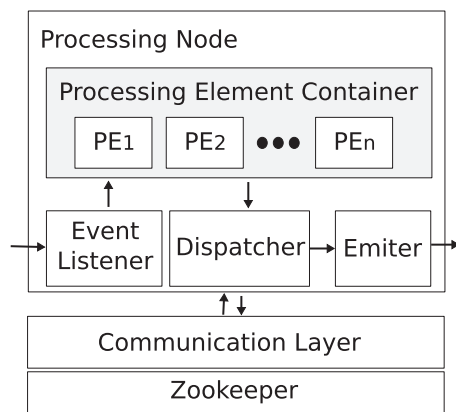 Processing Node
Processing Element Container
PE1
PE2
PEn
Event
Listener
Dispatcher
Emiter
Communication Layer
Zookeeper